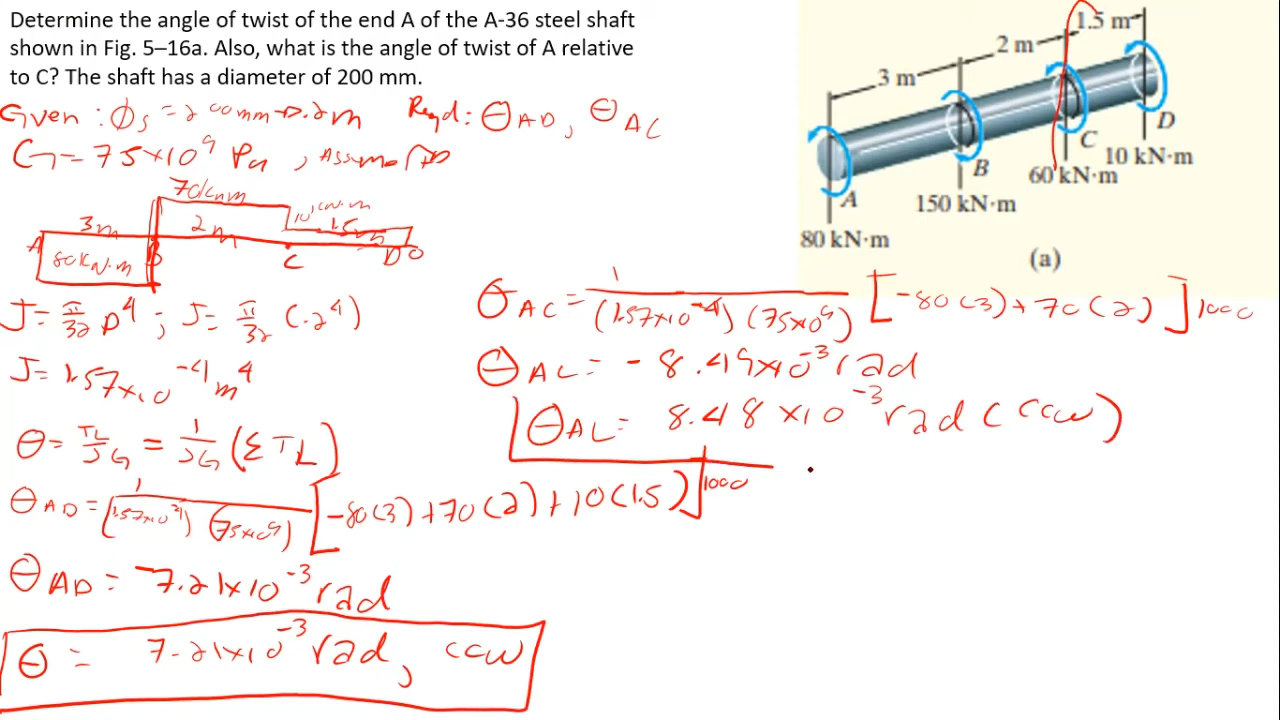 Determine the angle of twist of the end A of the A-36 steel shaft
shown in Fig. 5–16a. Also, what is the angle of twist of A relative
to C? The shaft has a diameter of 200 mm.
Given : ϕs = 200mm → 0.2m Reqd : θAD , θAC
G = 75×10⁹ Pa , Assume
70kN.m
10kN.m
3m 2m 1.5m
A B C D 0
80kN.m
J = π/32 D⁴ ; J = π/32 (.2⁴)
J = 1.57×10⁻⁴ m⁴
θ = TL/JG = 1/JG (ΣTL)
θAD = 1/(1.57×10⁻⁴)(75×10⁹) [-80(3)+70(2)+10(1.5)]1000
θAD = -7.21×10⁻³ rad
θ = 7.21×10⁻³ rad, ccw
θAC = 1/(1.57×10⁻⁴)(75×10⁹) [-80(3)+70(2)]1000
θAC = -8.49×10⁻³ rad
θAC = 8.48×10⁻³ rad (ccw)
1.5 m
2 m
3 m
D
C
10 kN·m
B
60 kN·m
A
150 kN·m
80 kN·m
(a)